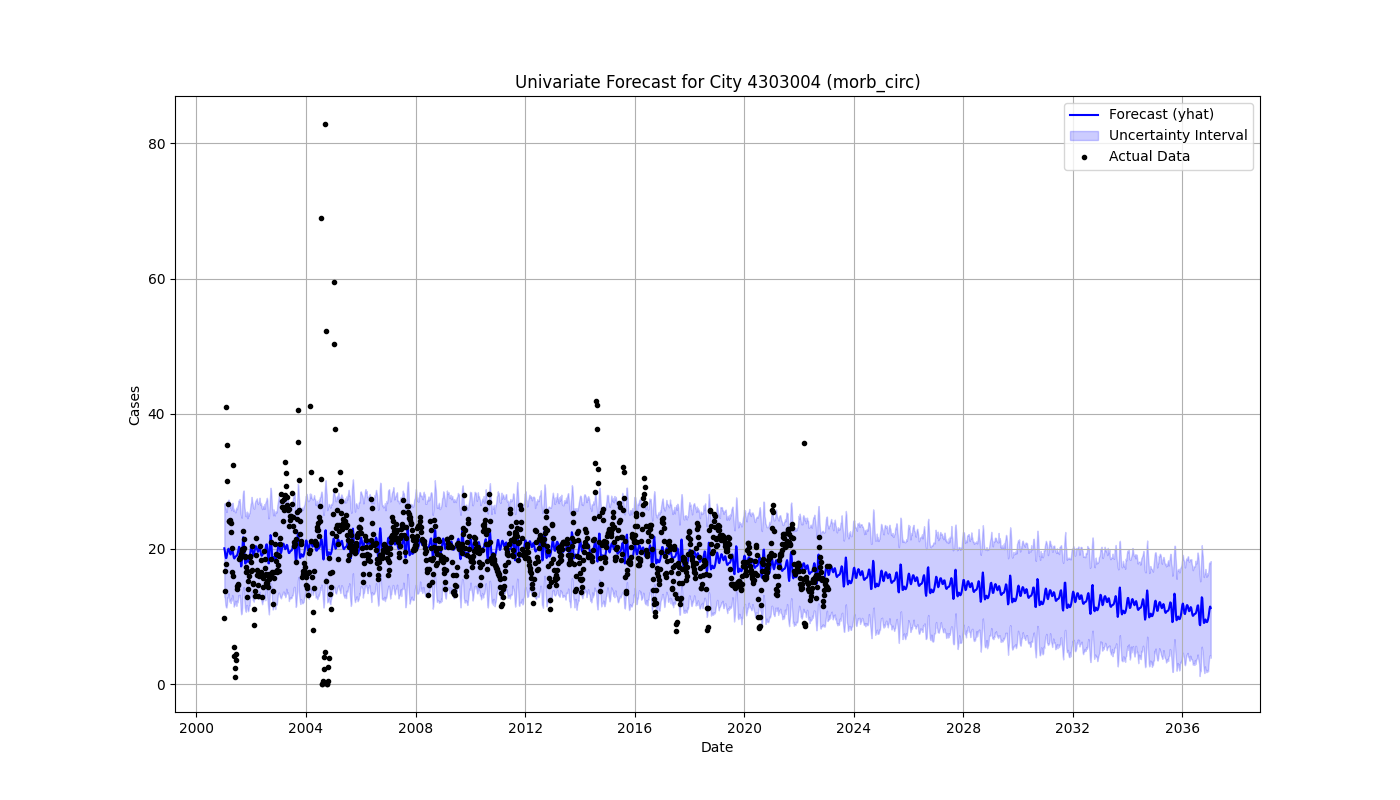 Univariate Forecast for City 4303004 (morb_circ)
Forecast (yhat)
Uncertainty Interval
Actual Data
Cases
80
60
40
20
0
2000 2004 2008 2012 2016 2020 2024 2028 2032 2036
Date